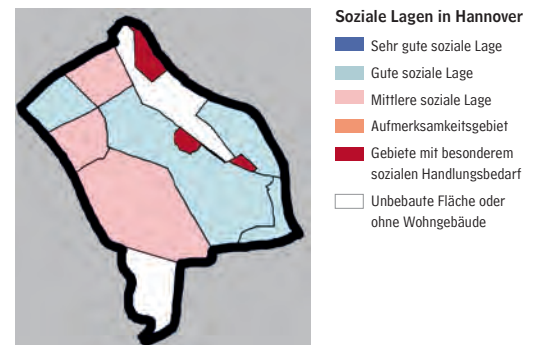 Soziale Lagen in Hannover
Sehr gute soziale Lage
Gute soziale Lage
Mittlere soziale Lage
Aufmerksamkeitsgebiet
Gebiete mit besonderem
sozialen Handlungsbedarf
Unbebaute Fläche oder
ohne Wohngebäude